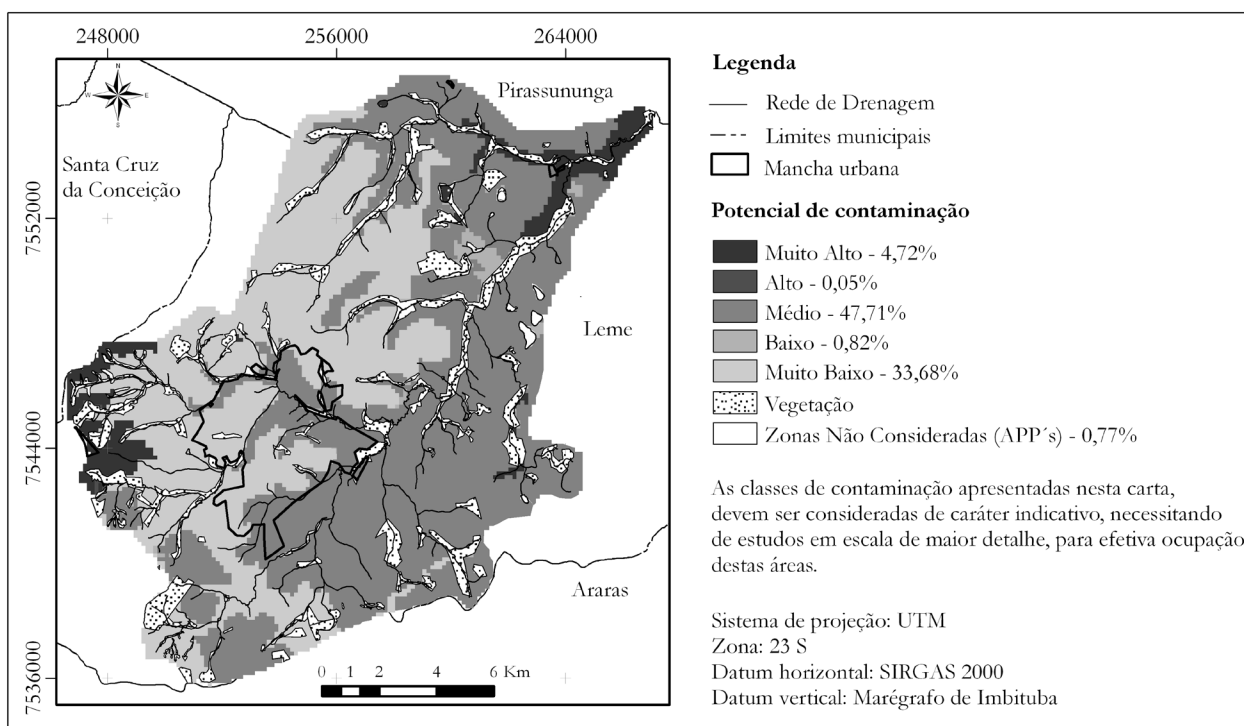 248000
256000
264000
N
W
E
S
Pirassununga
Santa Cruz
da Conceição
7552000
Leme
7544000
Araras
7536000
0 1 2 4 6 Km
Legenda
Rede de Drenagem
Limites municipais
Mancha urbana
Potencial de contaminação
Muito Alto - 4,72%
Alto - 0,05%
Médio - 47,71%
Baixo - 0,82%
Muito Baixo - 33,68%
Vegetação
Zonas Não Consideradas (APP´s) - 0,77%
As classes de contaminação apresentadas nesta carta,
devem ser consideradas de caráter indicativo, necessitando
de estudos em escala de maior detalhe, para efetiva ocupação
destas áreas.
Sistema de projeção: UTM
Zona: 23 S
Datum horizontal: SIRGAS 2000
Datum vertical: Marégrafo de Imbituba